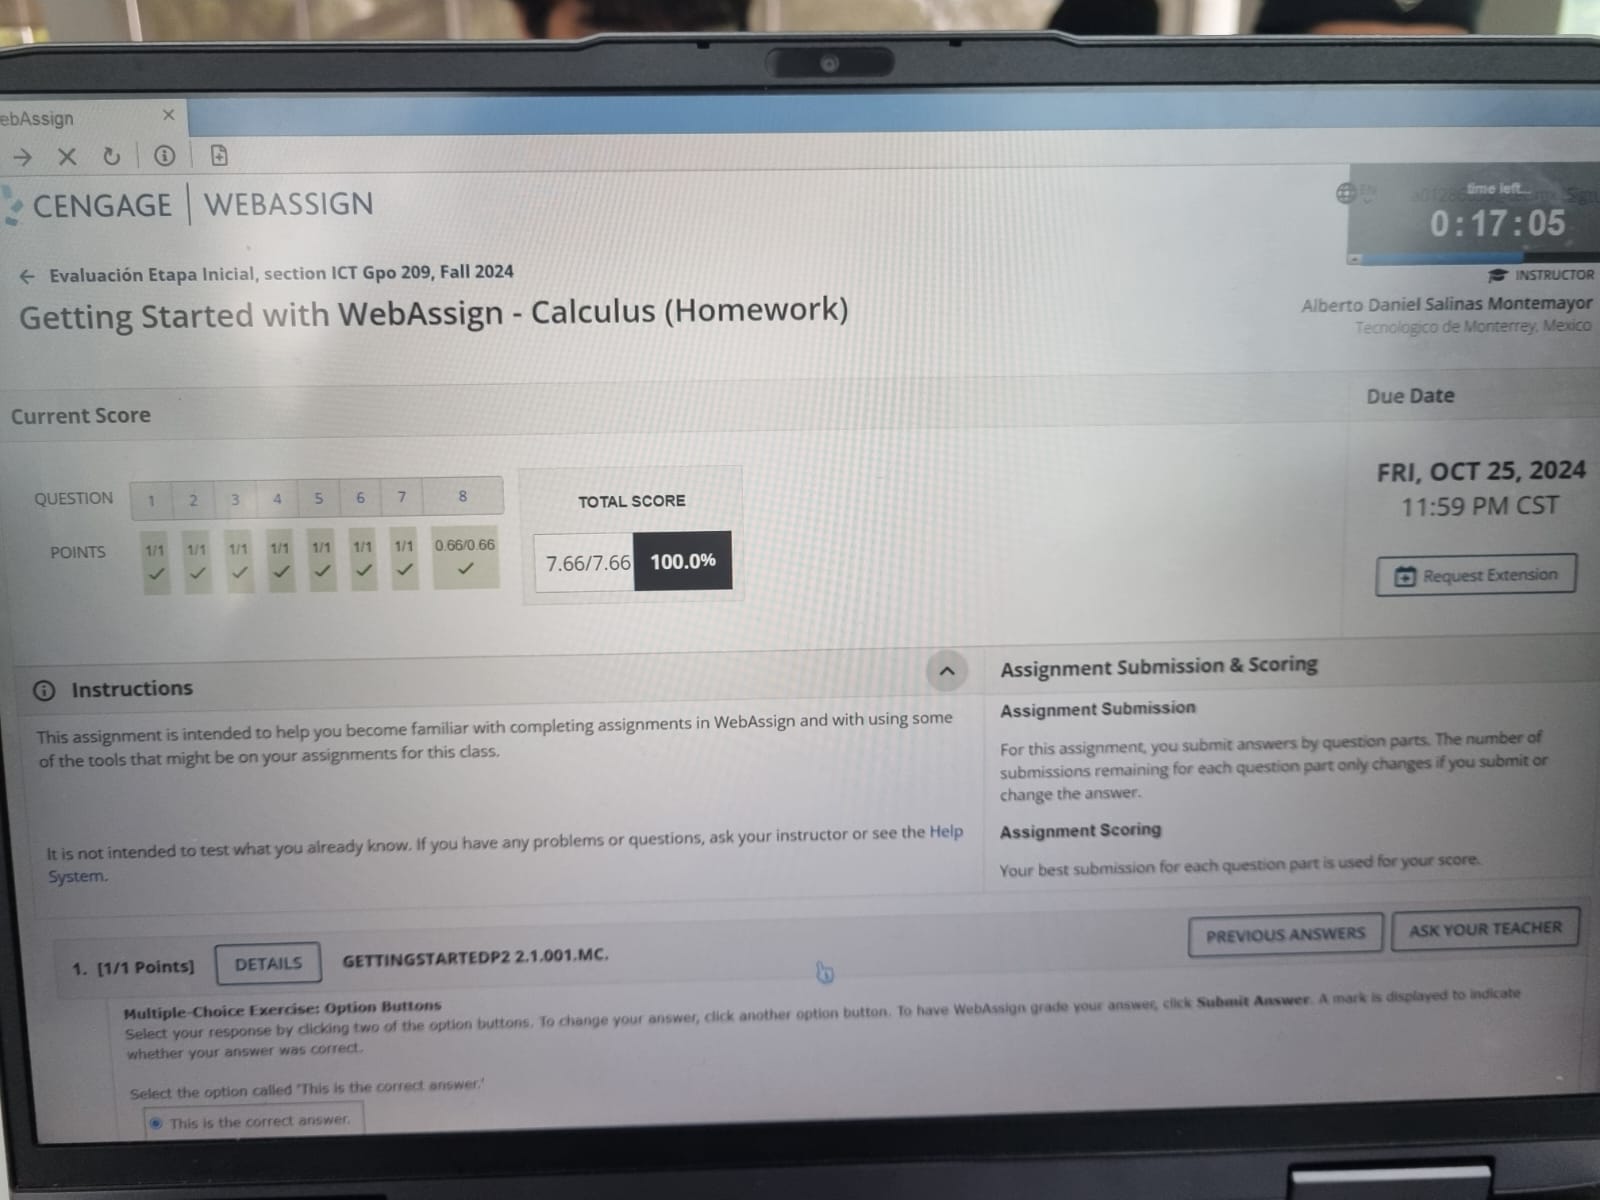 ebAssign
CENGAGE | WEBASSIGN
EN
time left...
0:17:05
← Evaluación Etapa Inicial, section ICT Gpo 209, Fall 2024
INSTRUCTOR
Getting Started with WebAssign - Calculus (Homework)
Alberto Daniel Salinas Montemayor
Tecnologico de Monterrey, Mexico
Current Score
Due Date
QUESTION 1 2 3 4 5 6 7 8
TOTAL SCORE
FRI, OCT 25, 2024
11:59 PM CST
POINTS 1/1 1/1 1/1 1/1 1/1 1/1 1/1 0.66/0.66
7.66/7.66 100.0%
Request Extension
Instructions
This assignment is intended to help you become familiar with completing assignments in WebAssign and with using some
of the tools that might be on your assignments for this class.
It is not intended to test what you already know. If you have any problems or questions, ask your instructor or see the Help
System.
Assignment Submission & Scoring
Assignment Submission
For this assignment, you submit answers by question parts. The number of
submissions remaining for each question part only changes if you submit or
change the answer.
Assignment Scoring
Your best submission for each question part is used for your score.
1. [1/1 Points] DETAILS GETTINGSTARTEDP2 2.1.001.MC. PREVIOUS ANSWERS ASK YOUR TEACHER
Multiple-Choice Exercise: Option Buttons
Select your response by clicking two of the option buttons. To change your answer, click another option button. To have WebAssign grade your answer, click Submit Answer. A mark is displayed to indicate
whether your answer was correct.
Select the option called 'This is the correct answer.'
This is the correct answer.